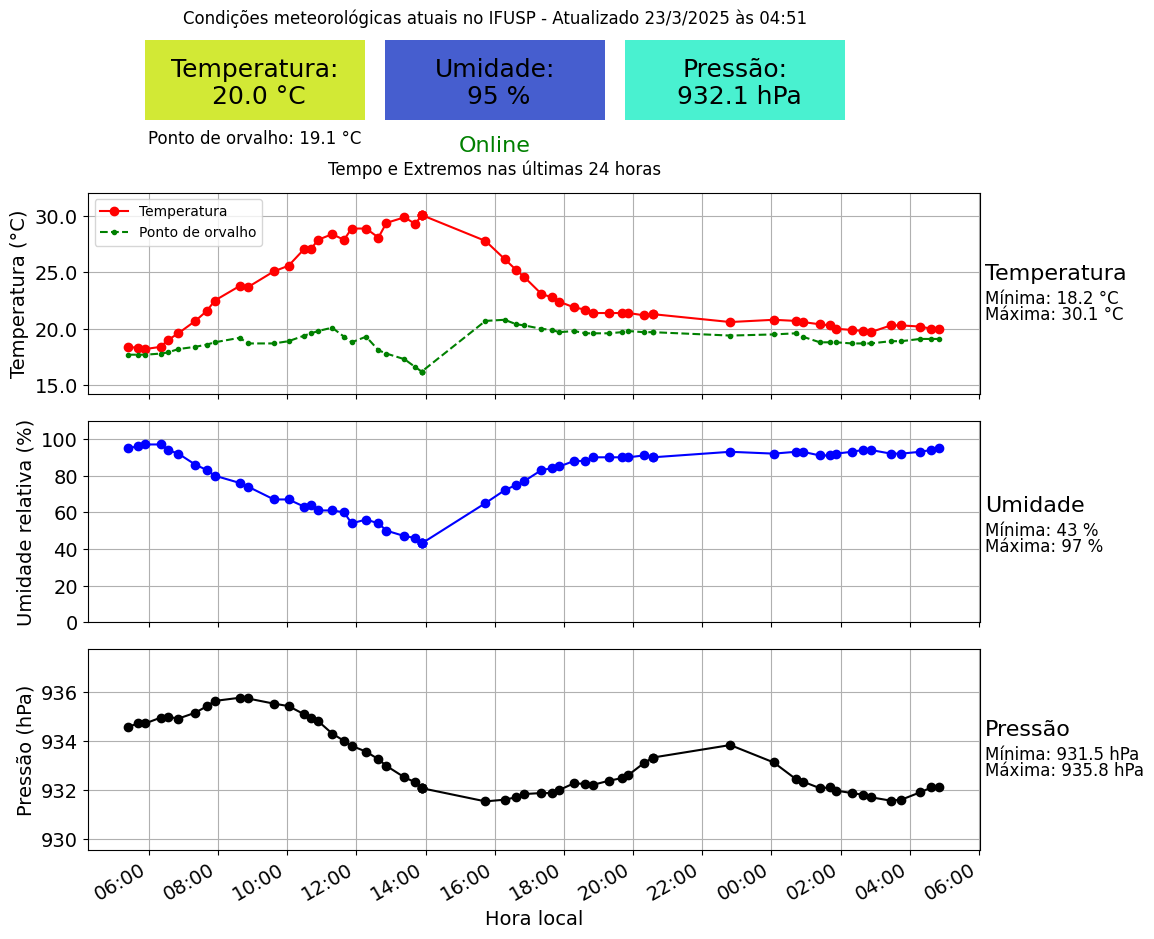 Condições meteorológicas atuais no IFUSP - Atualizado 23/3/2025 às 04:51
Temperatura:
20.0 °C
Umidade:
95 %
Pressão:
932.1 hPa
Ponto de orvalho: 19.1 °C
Online
Tempo e Extremos nas últimas 24 horas
Temperatura (°C)
30.0
25.0
20.0
15.0
Temperatura
Ponto de orvalho
Temperatura
Mínima: 18.2 °C
Máxima: 30.1 °C
Umidade relativa (%)
100
80
60
40
20
0
Umidade
Mínima: 43 %
Máxima: 97 %
Pressão (hPa)
936
934
932
930
Pressão
Mínima: 931.5 hPa
Máxima: 935.8 hPa
06:00 08:00 10:00 12:00 14:00 16:00 18:00 20:00 22:00 00:00 02:00 04:00 06:00
Hora local